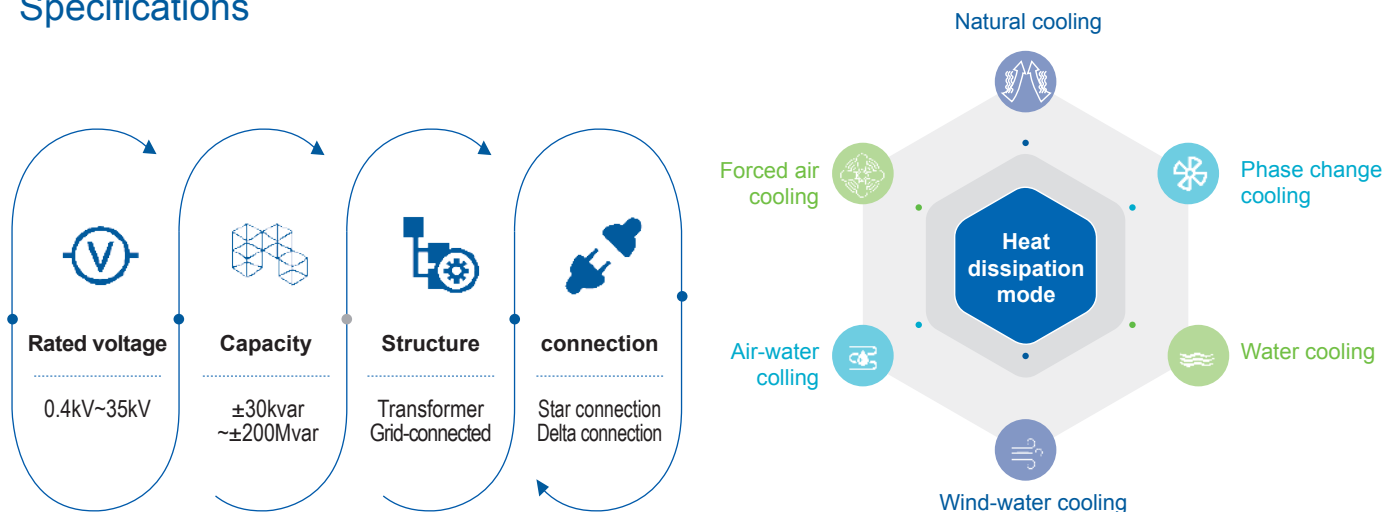 Specifications
Rated voltage
0.4kV~35kV
Capacity
±30kvar
~±200Mvar
Structure
Transformer
Grid-connected
connection
Star connection
Delta connection
Natural cooling
Forced air
cooling
Phase change
cooling
Heat
dissipation
mode
Air-water
colling
Water cooling
Wind-water cooling